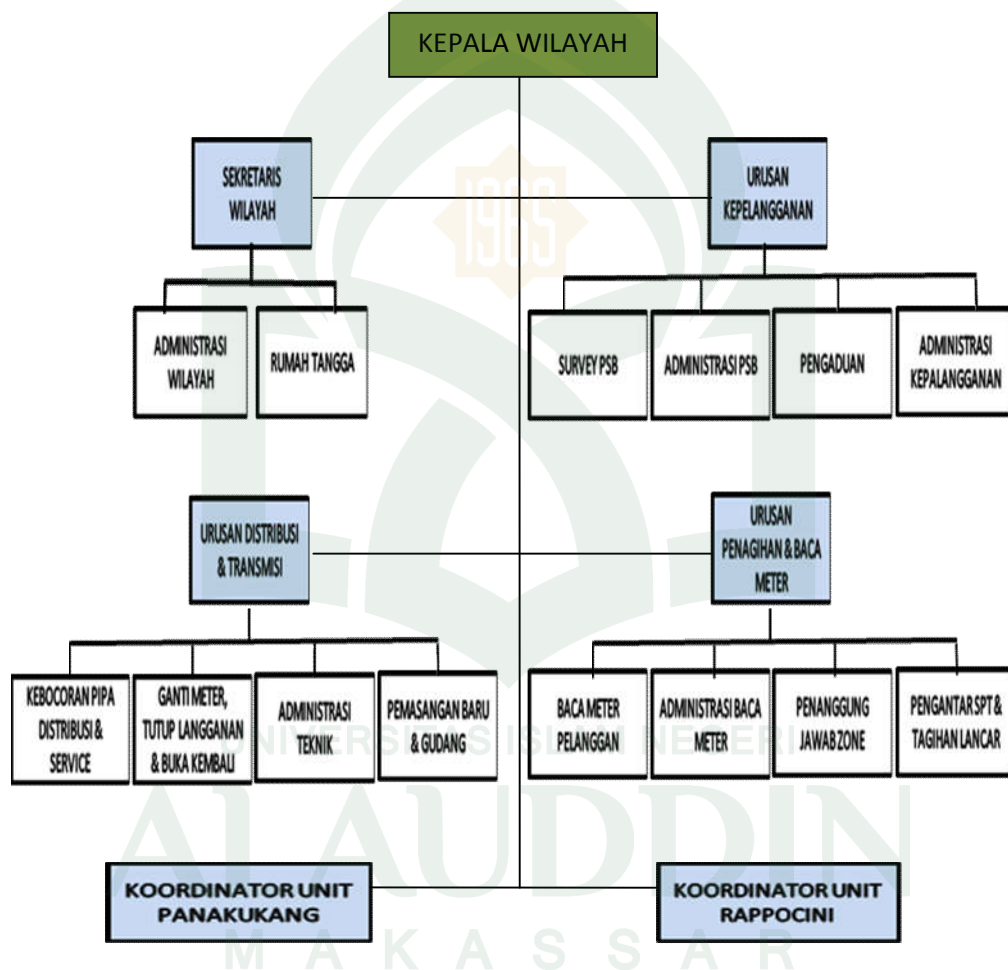 KEPALA WILAYAH
SEKRETARIS
WILAYAH
URUSAN
KEPELANGGANAN
1965
ADMINISTRASI
WILAYAH
RUMAH TANGGA
SURVEY PSB
ADMINISTRASI PSB
PENGADUAN
ADMINISTRASI
KEPALANGGANAN
URUSAN DISTRIBUSI
& TRANSMISI
URUSAN
PENAGIHAN & BACA
METER
KEBOCORAN PIPA
DISTRIBUSI &
SERVICE
GANTI METER,
TUTUP LANGGANAN
& BUKA KEMBALI
ADMINISTRASI
TEKNIK
PEMASANGAN BARU
& GUDANG
BACA METER
PELANGGAN
ADMINISTRASI BACA
METER
PENANGGUNG
JAWAB ZONE
PENGANTAR SPT &
TAGIHAN LANCAR
UNIVERSITAS ISLAM NEGERI
ALAUDDIN
KOORDINATOR UNIT
PANAKUKANG
KOORDINATOR UNIT
RAPPOCINI
MAKASSAR